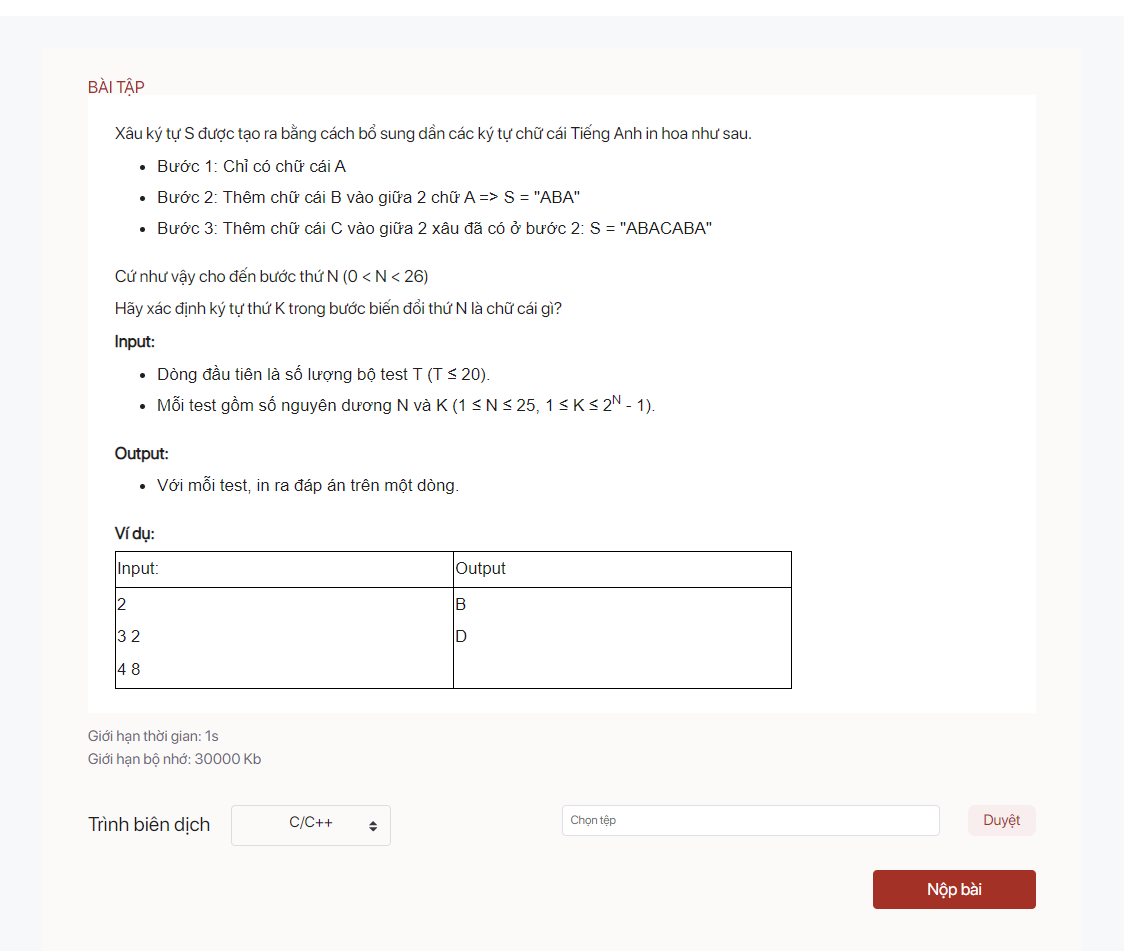 BÀI TẬP
Xâu ký tự S được tạo ra bằng cách bổ sung dần các ký tự chữ cái Tiếng Anh in hoa như sau.
• Bước 1: Chỉ có chữ cái A
• Bước 2: Thêm chữ cái B vào giữa 2 chữ A => S = "ABA"
• Bước 3: Thêm chữ cái C vào giữa 2 xâu đã có ở bước 2: S = "ABACABA"
Cứ như vậy cho đến bước thứ N (0 < N < 26)
Hãy xác định ký tự thứ K trong bước biến đổi thứ N là chữ cái gì?
Input:
• Dòng đầu tiên là số lượng bộ test T (T ≤ 20).
• Mỗi test gồm số nguyên dương N và K (1 ≤ N ≤ 25, 1 ≤ K ≤ 2^N - 1).
Output:
• Với mỗi test, in ra đáp án trên một dòng.
Ví dụ:
Input: Output
2 B
3 2 D
4 8
Giới hạn thời gian: 1s
Giới hạn bộ nhớ: 30000 Kb
Trình biên dịch C/C++ Chọn tệp Duyệt
Nộp bài